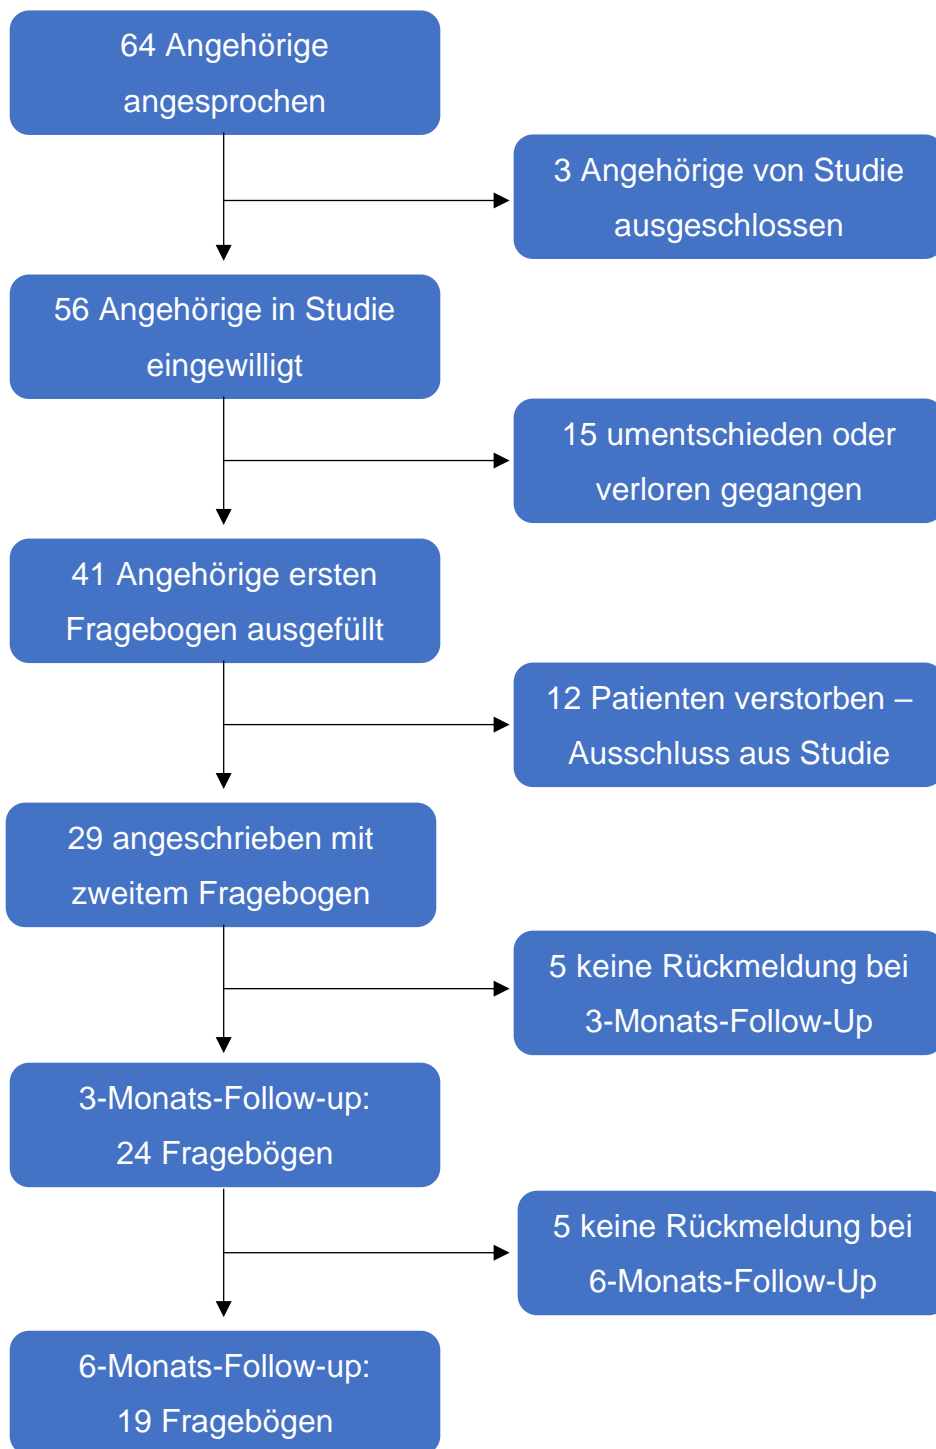 64 Angehörige
angesprochen
3 Angehörige von Studie
ausgeschlossen
56 Angehörige in Studie
eingewilligt
15 umentschieden oder
verloren gegangen
41 Angehörige ersten
Fragebogen ausgefüllt
12 Patienten verstorben –
Ausschluss aus Studie
29 angeschrieben mit
zweitem Fragebogen
5 keine Rückmeldung bei
3-Monats-Follow-Up
3-Monats-Follow-up:
24 Fragebögen
5 keine Rückmeldung bei
6-Monats-Follow-Up
6-Monats-Follow-up:
19 Fragebögen